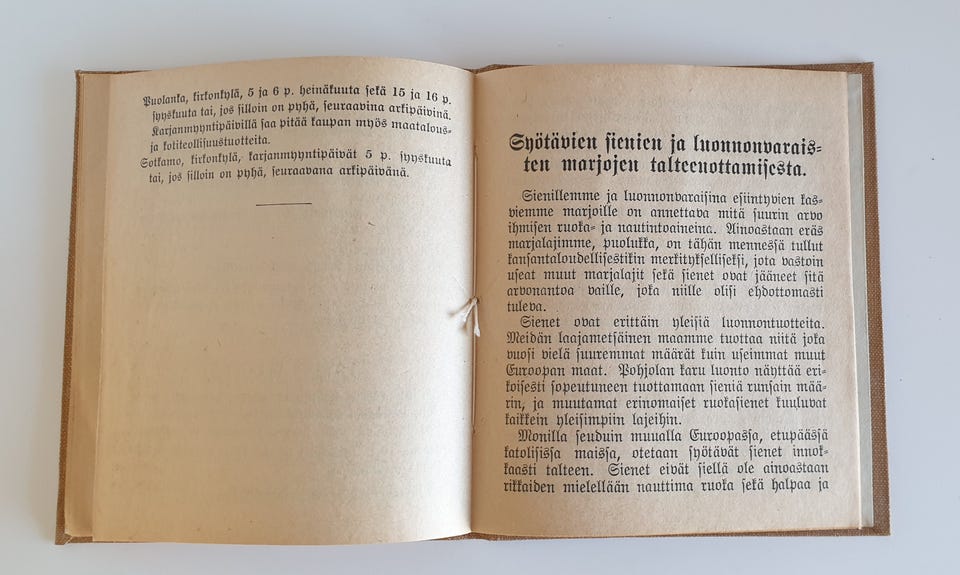 Puolanka, kirkonkylä, 5 ja 6 p. heinäkuuta sekä 15 ja 16 p.
syyskuuta tai, jos silloin on pyhä, seuraavina arkipäivinä.
Karjanmyyntipäivillä saa pitää kaupan myös maatalous-
ja kotiteollisuustuotteita.
Sotkamo, kirkonkylä, karjanmyyntipäivät 5 p. syyskuuta
tai, jos silloin on pyhä, seuraavana arkipäivänä.
Syötävien sienien ja luonnonvarais-
ten marjojen talteenottamisesta.
Sienillemme ja luonnonvaraisina esiintyvien kas-
viemme marjoille on annettava mitä suurin arvo
ihmisen ruoka- ja nautintoaineina. Ainoastaan eräs
marjalajimme, puolukka, on tähän mennessä tullut
kansantaloudellisestikin merkitykselliseksi, jota vastoin
useat muut marjalajit sekä sienet ovat jääneet sitä
arvonantoa vaille, joka niille olisi ehdottomasti
tuleva.
Sienet ovat erittäin yleisiä luonnontuotteita.
Meidän laajametsäinen maamme tuottaa niitä joka
vuosi vielä suuremmat määrät kuin useimmat muut
Euroopan maat. Pohjolan karu luonto näyttää eri-
koisesti sopeutuneen tuottamaan sieniä runsain mää-
rin, ja muutamat erinomaiset ruokasienet kuuluvat
kaikkein yleisimpiin lajeihin.
Monilla seuduin muualla Euroopassa, etupäässä
katolisissa maissa, otetaan syötävät sienet innok-
kaasti talteen. Sienet eivät siellä ole ainoastaan
rikkaiden mielellään nauttima ruoka sekä halpaa ja